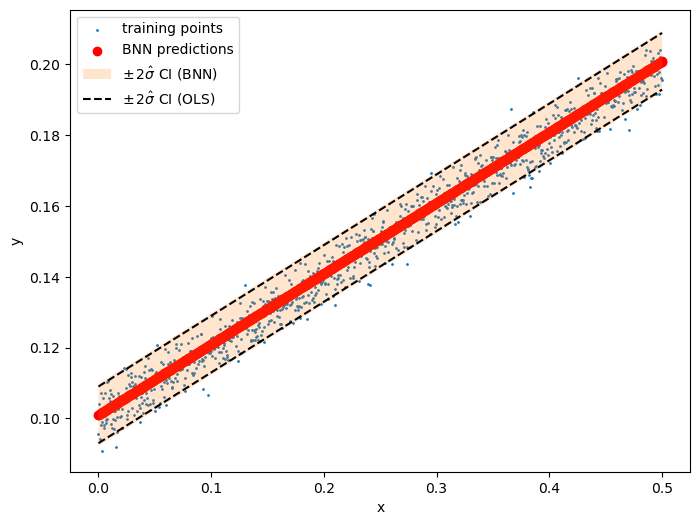 training points
BNN predictions
±2σ̂ CI (BNN)
±2σ̂ CI (OLS)
0.20
0.18
0.16
0.14
0.12
0.10
y
0.0 0.1 0.2 0.3 0.4 0.5
x